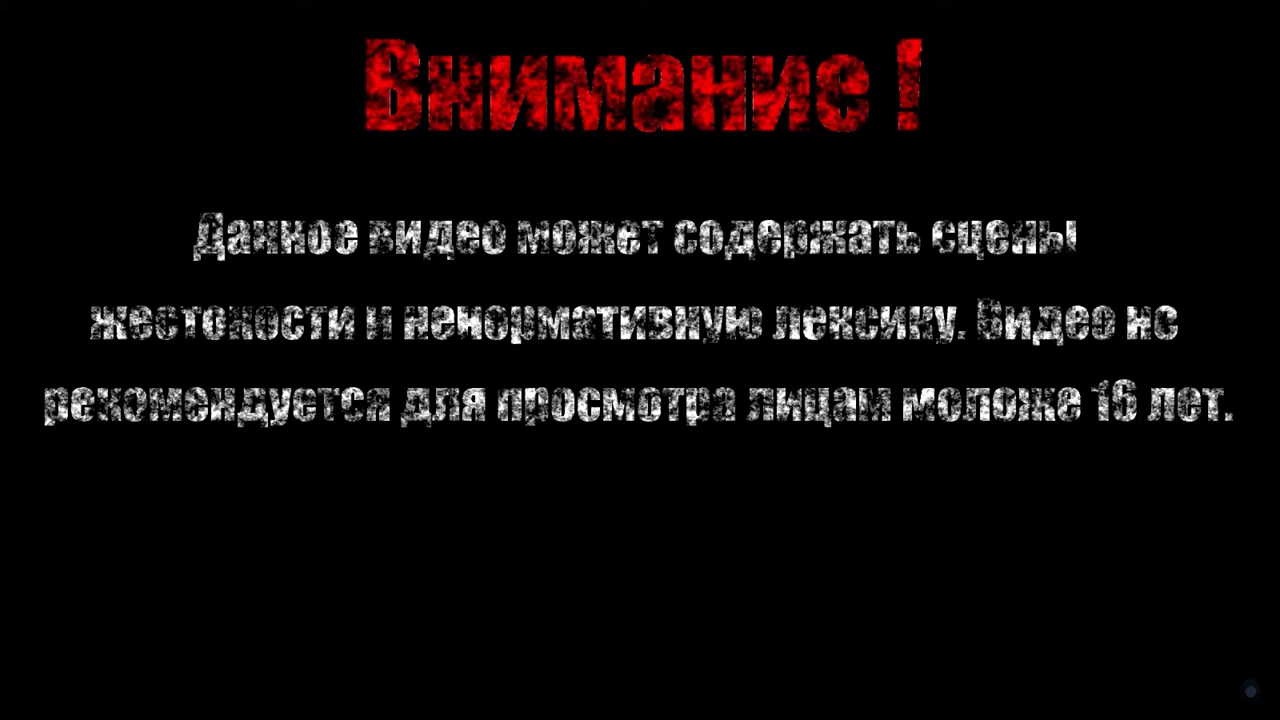 Внимание !
Данное видео может содержать сцены
жестокости и ненормативную лексику. Видео не
рекомендуется для просмотра лицам моложе 16 лет.